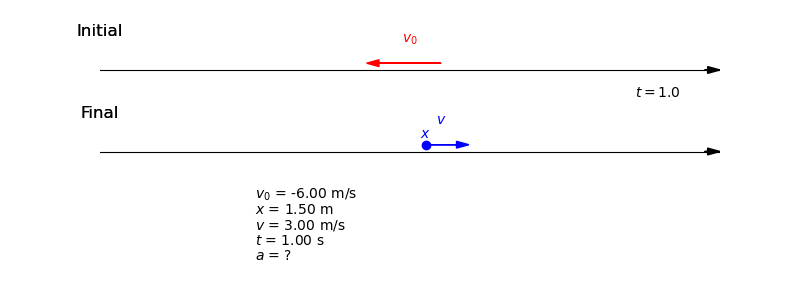 Initial
v₀
t = 1.0
Final
v
x
v₀ = -6.00 m/s
x = 1.50 m
v = 3.00 m/s
t = 1.00 s
a = ?